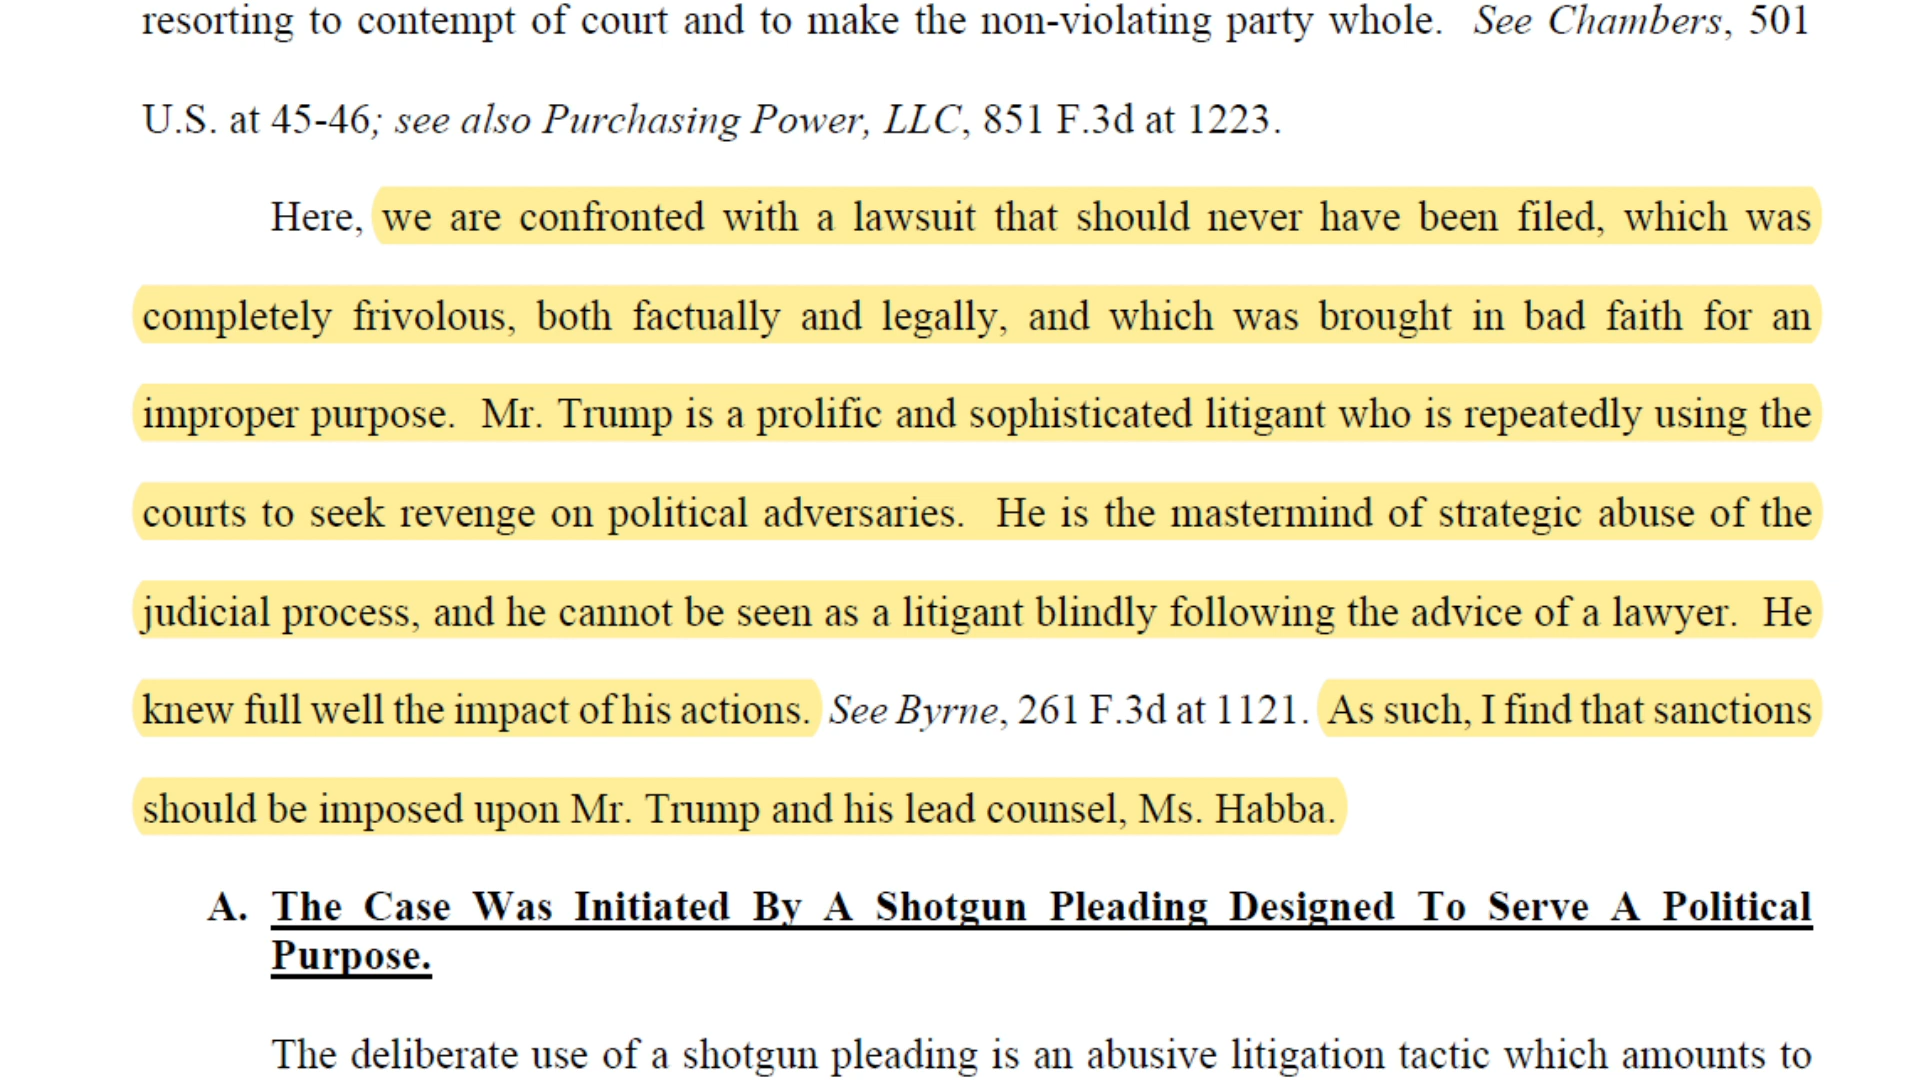 resorting to contempt of court and to make the non-violating party whole. See Chambers, 501
U.S. at 45-46; see also Purchasing Power, LLC, 851 F.3d at 1223.
Here, we are confronted with a lawsuit that should never have been filed, which was
completely frivolous, both factually and legally, and which was brought in bad faith for an
improper purpose. Mr. Trump is a prolific and sophisticated litigant who is repeatedly using the
courts to seek revenge on political adversaries. He is the mastermind of strategic abuse of the
judicial process, and he cannot be seen as a litigant blindly following the advice of a lawyer. He
knew full well the impact of his actions. See Byrne, 261 F.3d at 1121. As such, I find that sanctions
should be imposed upon Mr. Trump and his lead counsel, Ms. Habba.
A. The Case Was Initiated By A Shotgun Pleading Designed To Serve A Political
Purpose.
The deliberate use of a shotgun pleading is an abusive litigation tactic which amounts to